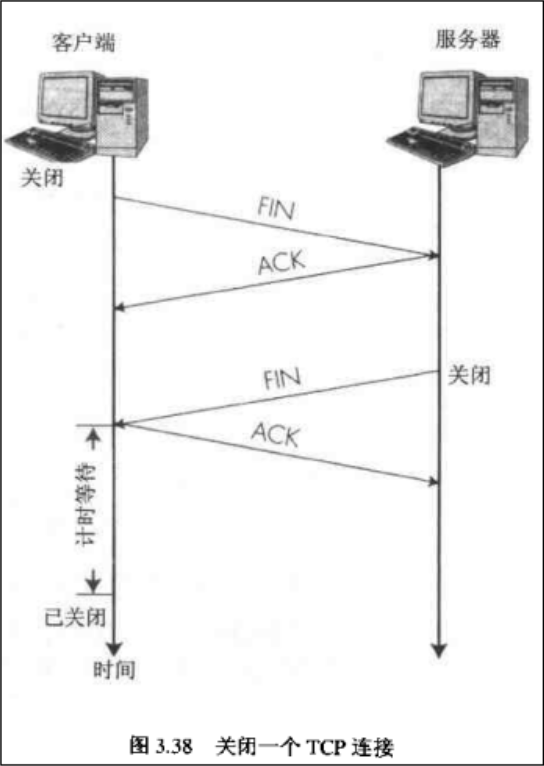 客户端
服务器
关闭
FIN
ACK
FIN
关闭
ACK
计时等待
已关闭
时间
图 3.38 关闭一个 TCP 连接